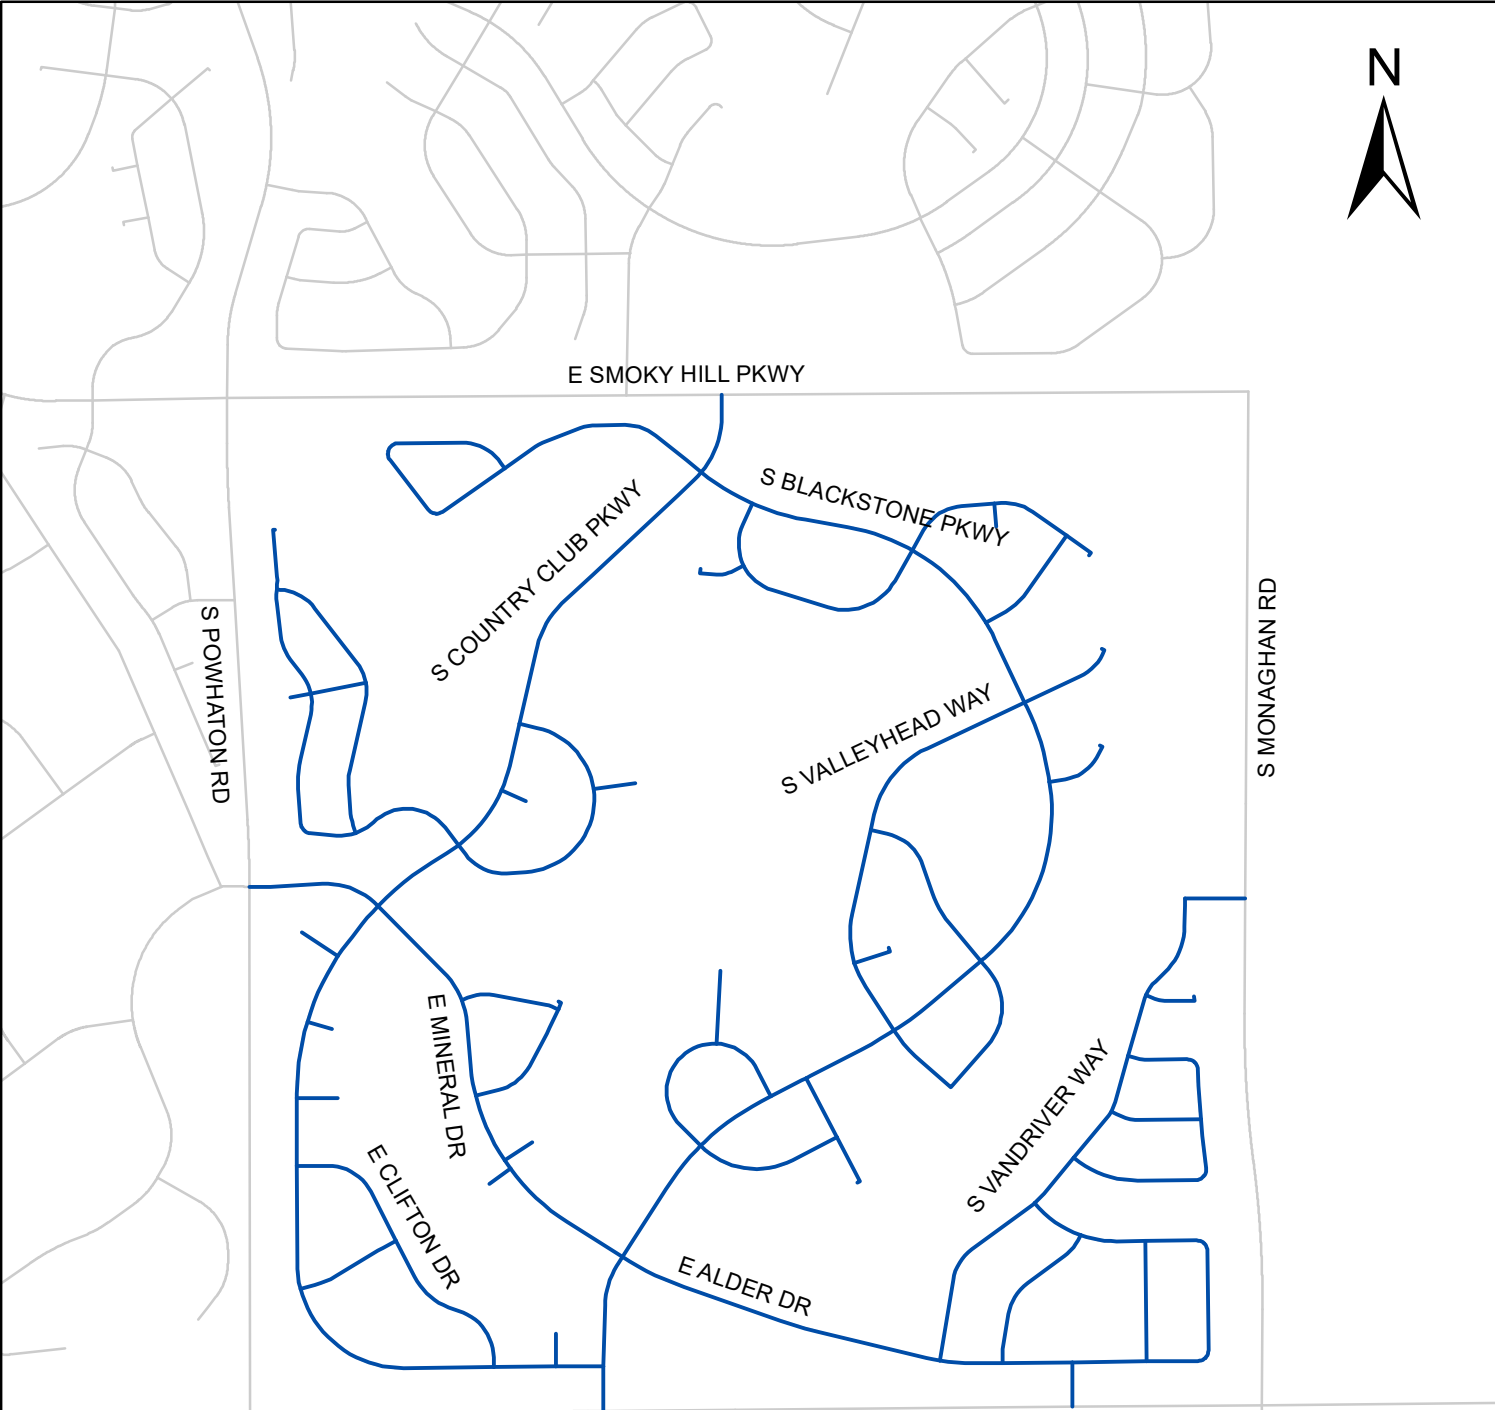 N
E SMOKY HILL PKWY
S BLACKSTONE PKWY
S COUNTRY CLUB PKWY
S POWHATON RD
S MONAGHAN RD
S VALLEYHEAD WAY
E MINERAL DR
S VANDRIVER WAY
E CLIFTON DR
E ALDER DR